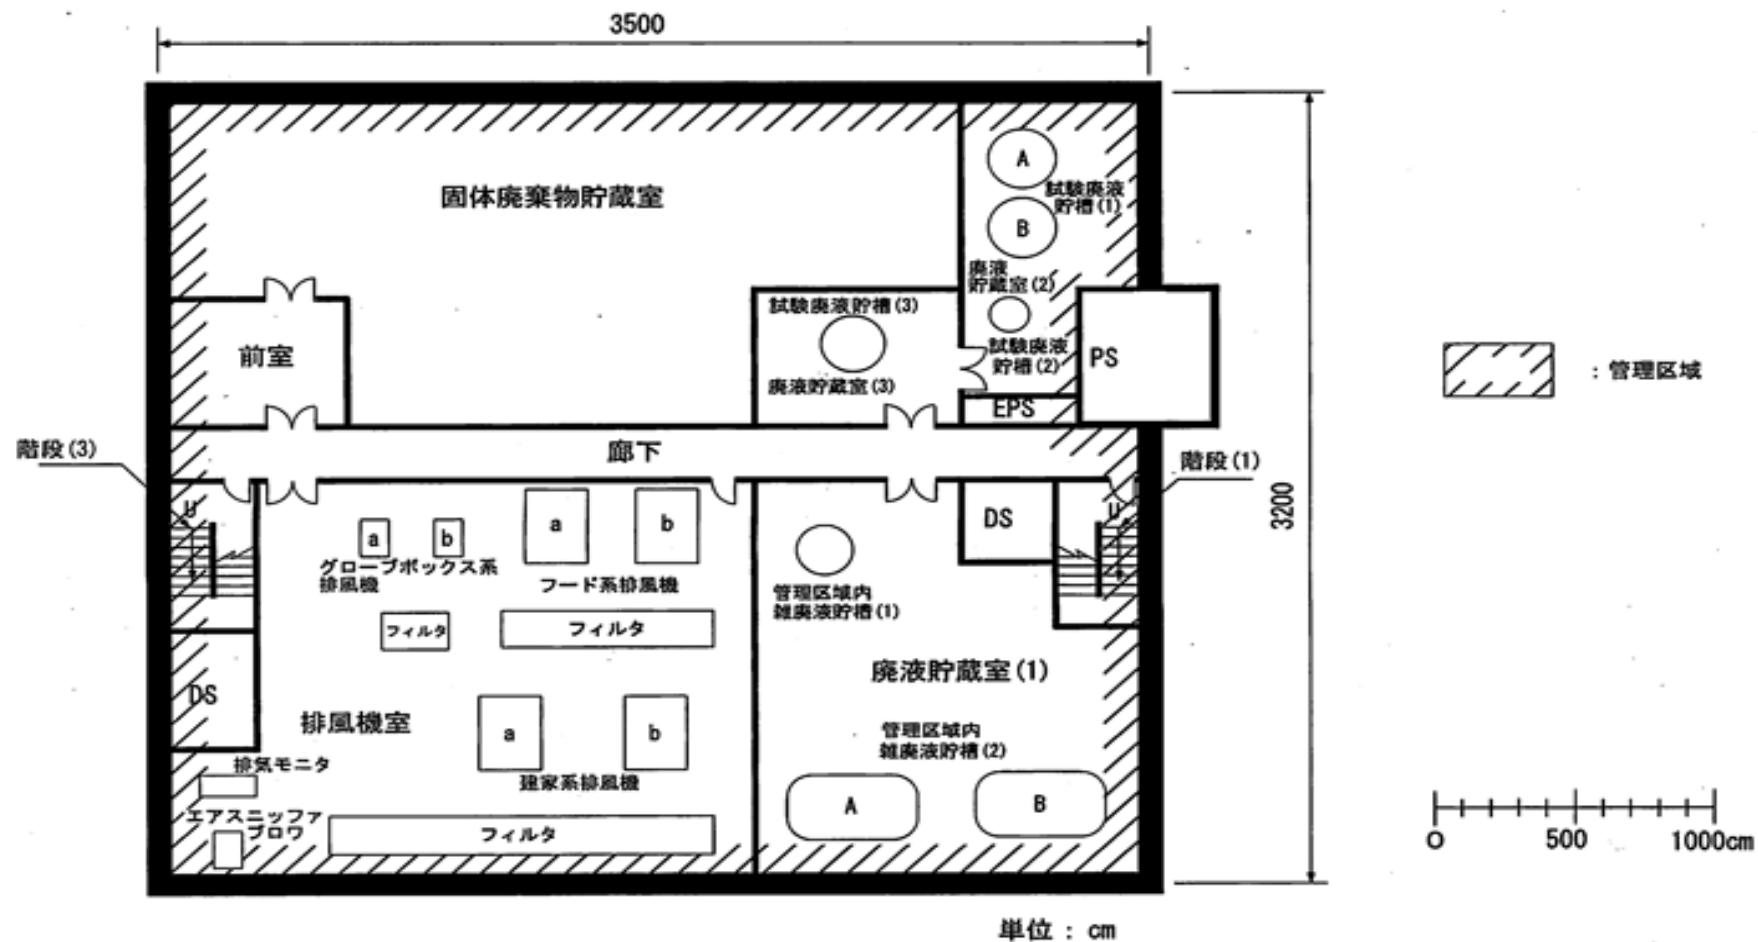 3500
固体廃棄物貯蔵室
A
試験廃液
貯槽(1)
B
廃液
貯蔵室(2)
試験廃液貯槽(3)
試験廃液
貯槽(2)
前室
廃液貯蔵室(3)
PS
EPS
:管理区域
廊下
階段(3)
階段(1)
3200
U
U
a
b
グローブボックス系
排風機
a
b
フード系排風機
DS
管理区域内
雑廃液貯槽(1)
フィルタ
フィルタ
廃液貯蔵室(1)
DS
排風機室
a
b
建家系排風機
管理区域内
雑廃液貯槽(2)
排気モニタ
エアスニッファ
ブロワ
フィルタ
A
B
0 500 1000cm
単位:cm